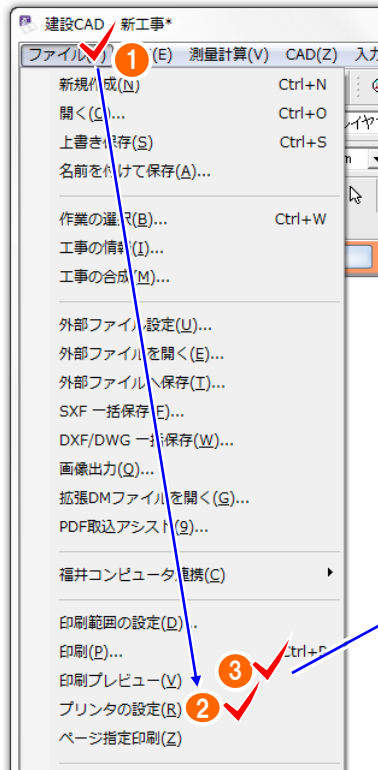 建設CAD 新工事*
ファイル (E) 測量計算(V) CAD(Z) 入力
1
新規作成(N) Ctrl+N
開く(O)... Ctrl+O
上書き保存(S) Ctrl+S
名前を付けて保存(A)...
作業の選択(B)... Ctrl+W
工事の情報(I)...
工事の合成(M)...
外部ファイル設定(U)...
外部ファイルを開く(E)...
外部ファイルへ保存(T)...
SXF 一括保存(F)...
DXF/DWG 一括保存(W)...
画像出力(Q)...
拡張DMファイルを開く(G)...
PDF取込アシスト(9)...
福井コンピュータ連携(C)
印刷範囲の設定(D)...
印刷(P)... Ctrl+P
印刷プレビュー(V) 3
プリンタの設定(R) 2
ページ指定印刷(Z)